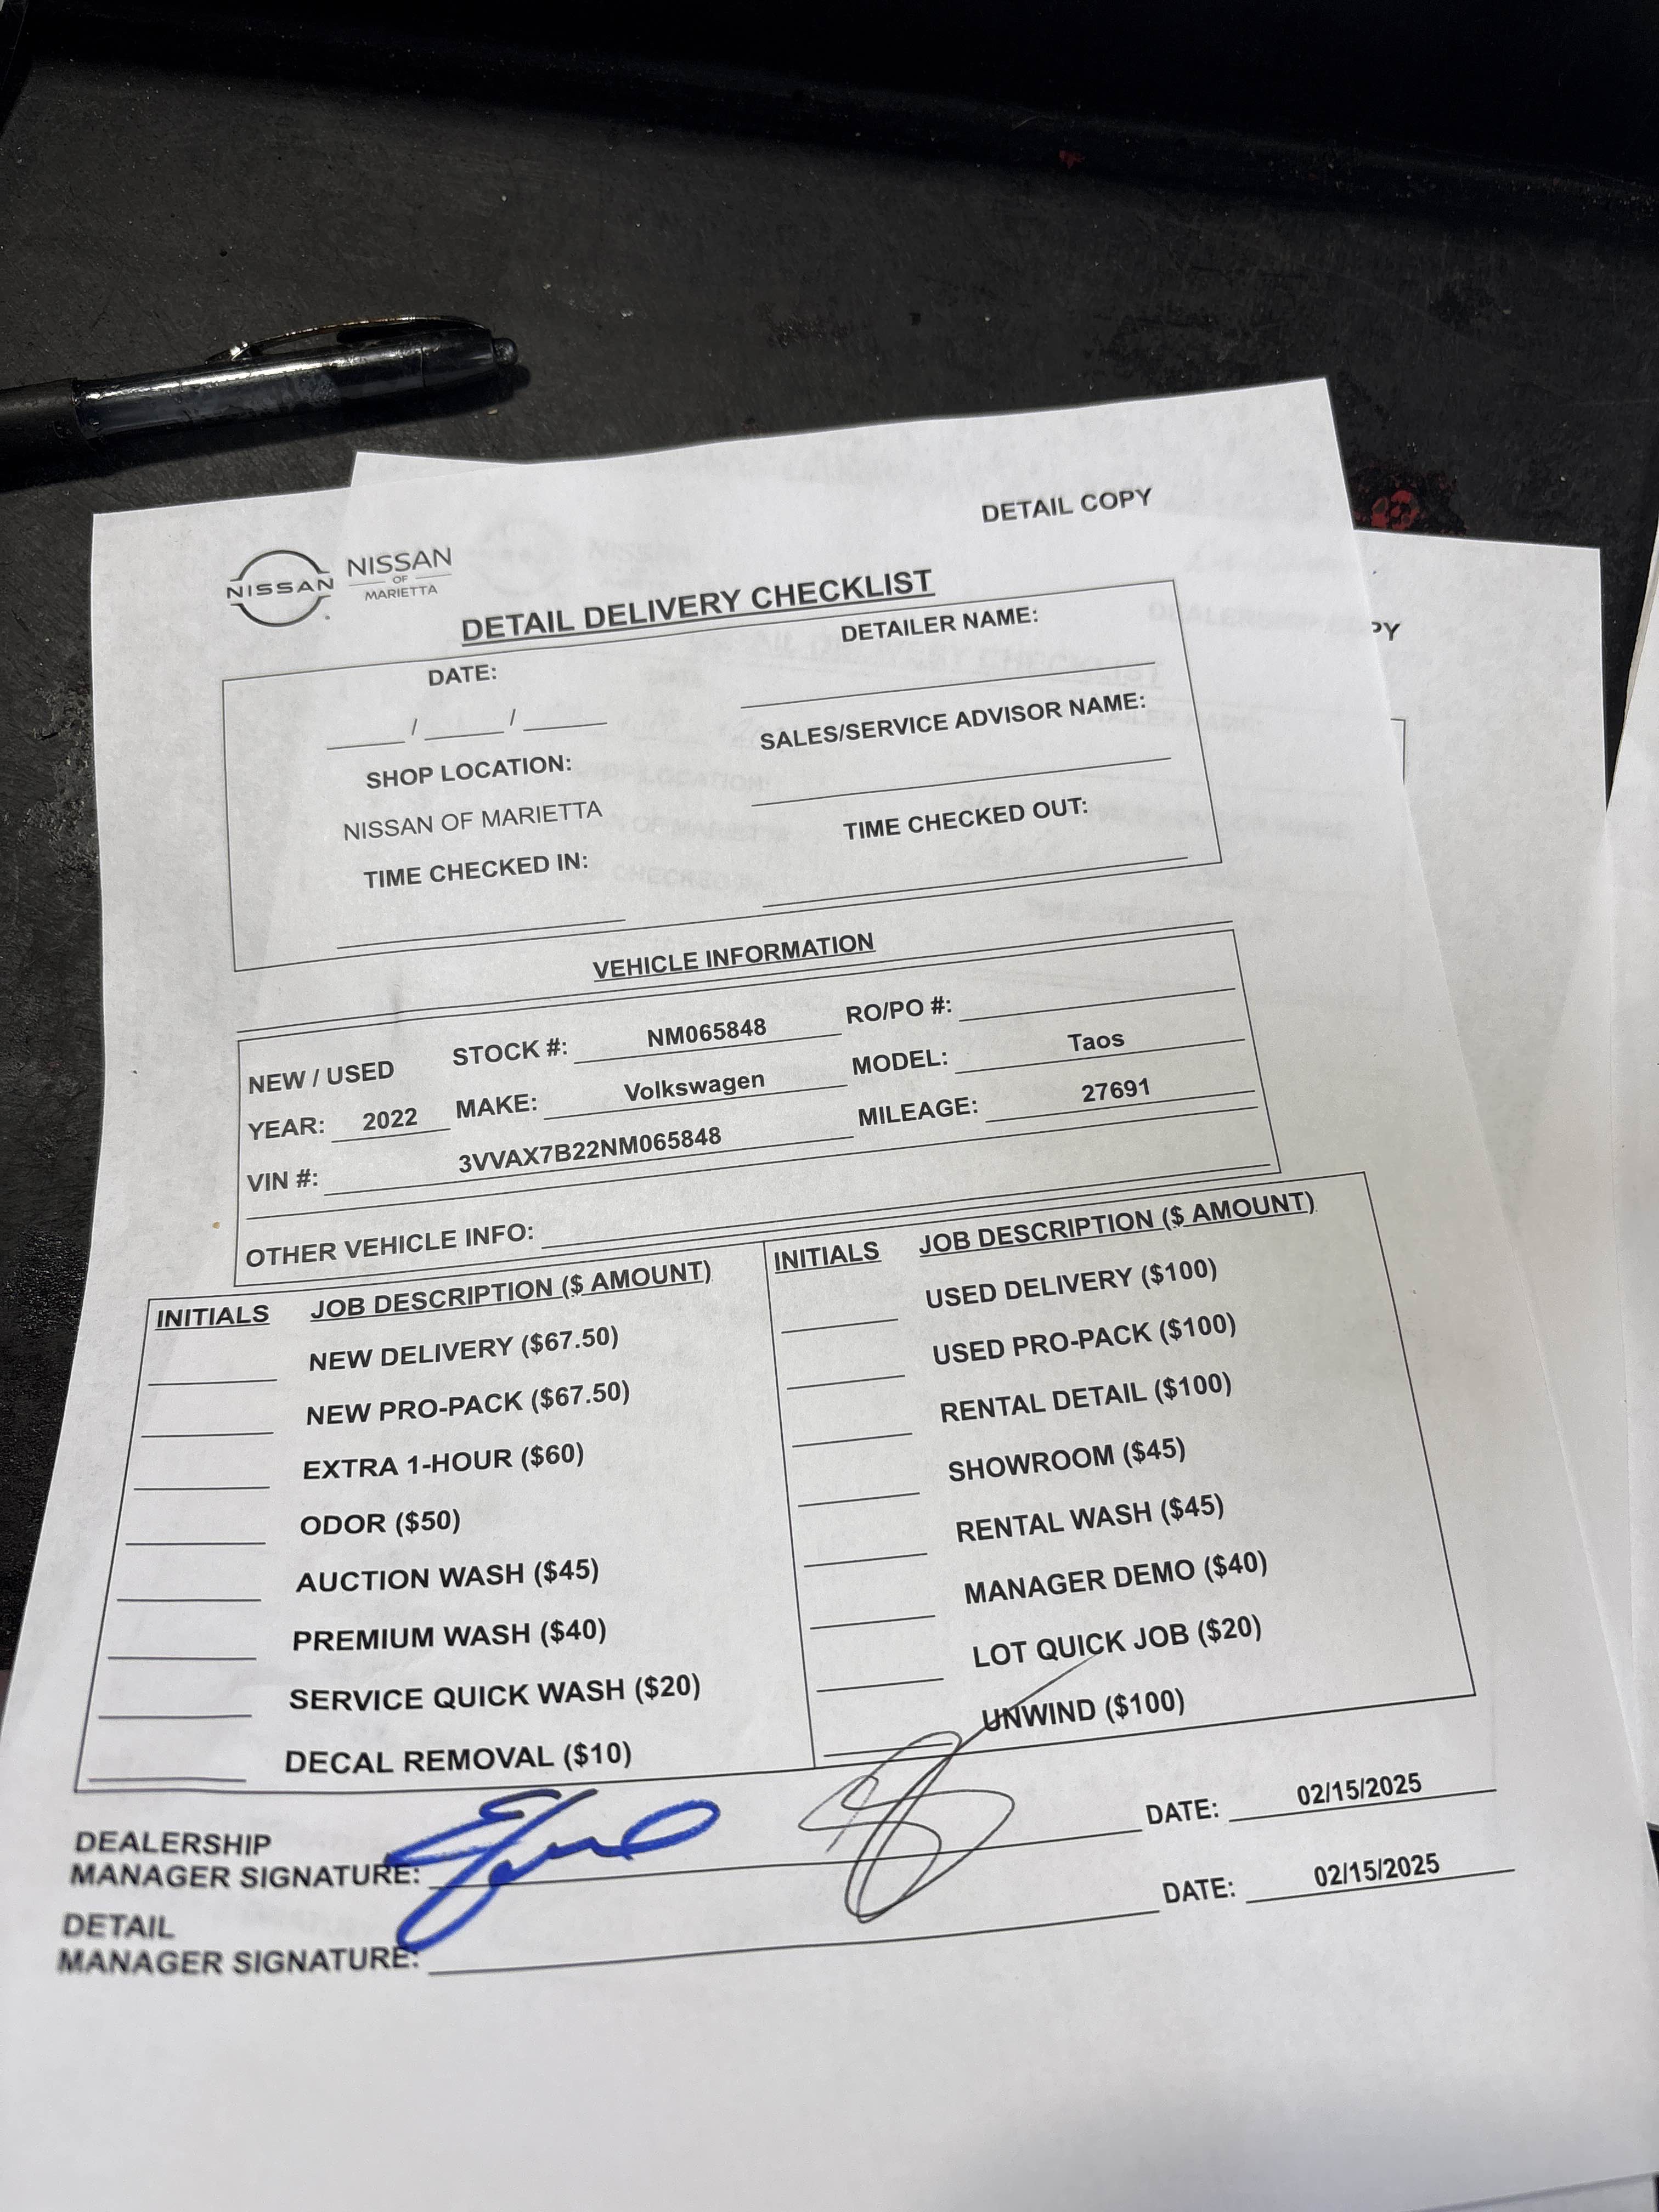 DETAIL COPY
NISSAN NISSAN
OF
MARIETTA
DETAIL DELIVERY CHECKLIST
PY
DATE:
DETAILER NAME:
/ /
SALES/SERVICE ADVISOR NAME:
SHOP LOCATION:
NISSAN OF MARIETTA
TIME CHECKED IN:
TIME CHECKED OUT:
VEHICLE INFORMATION
NEW / USED STOCK #: NM065848 RO/PO #:
YEAR: 2022 MAKE: Volkswagen MODEL: Taos
VIN #: 3VVAX7B22NM065848 MILEAGE: 27691
OTHER VEHICLE INFO:
INITIALS JOB DESCRIPTION ($ AMOUNT)
NEW DELIVERY ($67.50)
NEW PRO-PACK ($67.50)
EXTRA 1-HOUR ($60)
ODOR ($50)
AUCTION WASH ($45)
PREMIUM WASH ($40)
SERVICE QUICK WASH ($20)
DECAL REMOVAL ($10)
INITIALS JOB DESCRIPTION ($ AMOUNT)
USED DELIVERY ($100)
USED PRO-PACK ($100)
RENTAL DETAIL ($100)
SHOWROOM ($45)
RENTAL WASH ($45)
MANAGER DEMO ($40)
LOT QUICK JOB ($20)
UNWIND ($100)
DEALERSHIP
MANAGER SIGNATURE: DATE: 02/15/2025
DETAIL
MANAGER SIGNATURE: DATE: 02/15/2025